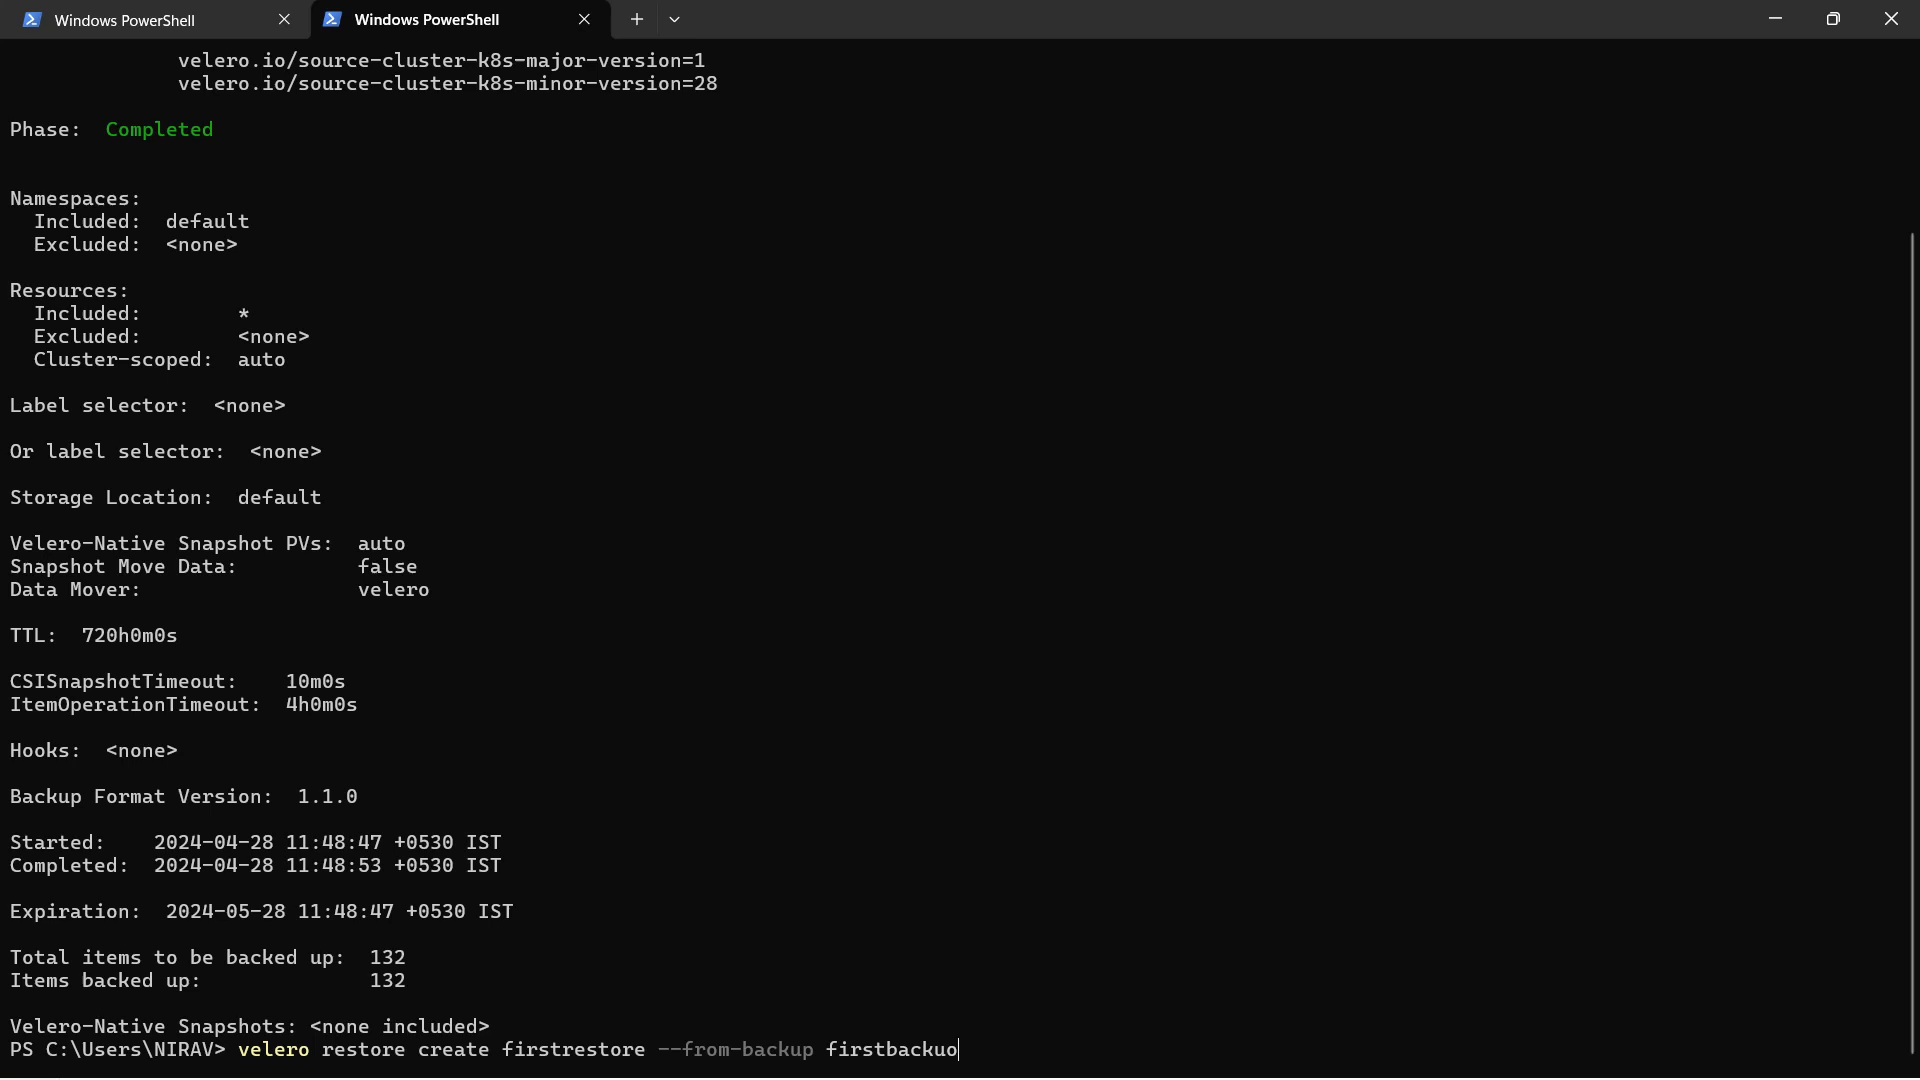 Windows PowerShell
Windows PowerShell
velero.io/source-cluster-k8s-major-version=1
velero.io/source-cluster-k8s-minor-version=28
Phase: Completed
Namespaces:
Included: default
Excluded: <none>
Resources:
Included: *
Excluded: <none>
Cluster-scoped: auto
Label selector: <none>
Or label selector: <none>
Storage Location: default
Velero-Native Snapshot PVs: auto
Snapshot Move Data: false
Data Mover: velero
TTL: 720h0m0s
CSISnapshotTimeout: 10m0s
ItemOperationTimeout: 4h0m0s
Hooks: <none>
Backup Format Version: 1.1.0
Started: 2024-04-28 11:48:47 +0530 IST
Completed: 2024-04-28 11:48:53 +0530 IST
Expiration: 2024-05-28 11:48:47 +0530 IST
Total items to be backed up: 132
Items backed up: 132
Velero-Native Snapshots: <none included>
PS C:\Users\NIRAV> velero restore create firstrestore --from-backup firstbackuo